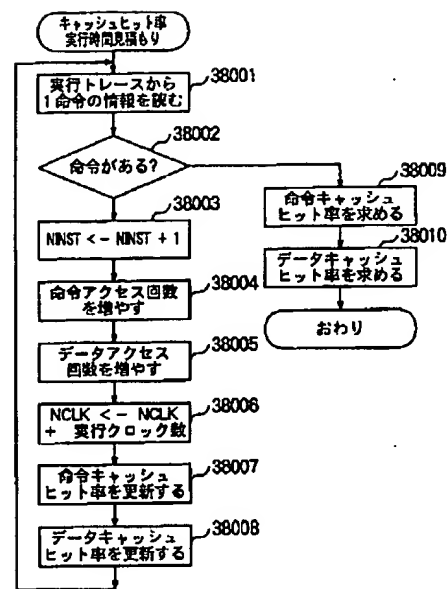 キャッシュヒット率
実行時間見積もり
38001
実行トレースから
1命令の情報を読む
38002
命令がある?
38003
NINST <- NINST + 1
38004
命令アクセス回数
を増やす
38005
データアクセス
回数を増やす
38006
NCLK <- NCLK
+ 実行クロック数
38007
命令キャッシュ
ヒット率を更新する
38008
データキャッシュ
ヒット率を更新する
38009
命令キャッシュ
ヒット率を求める
38010
データキャッシュ
ヒット率を求める
おわり